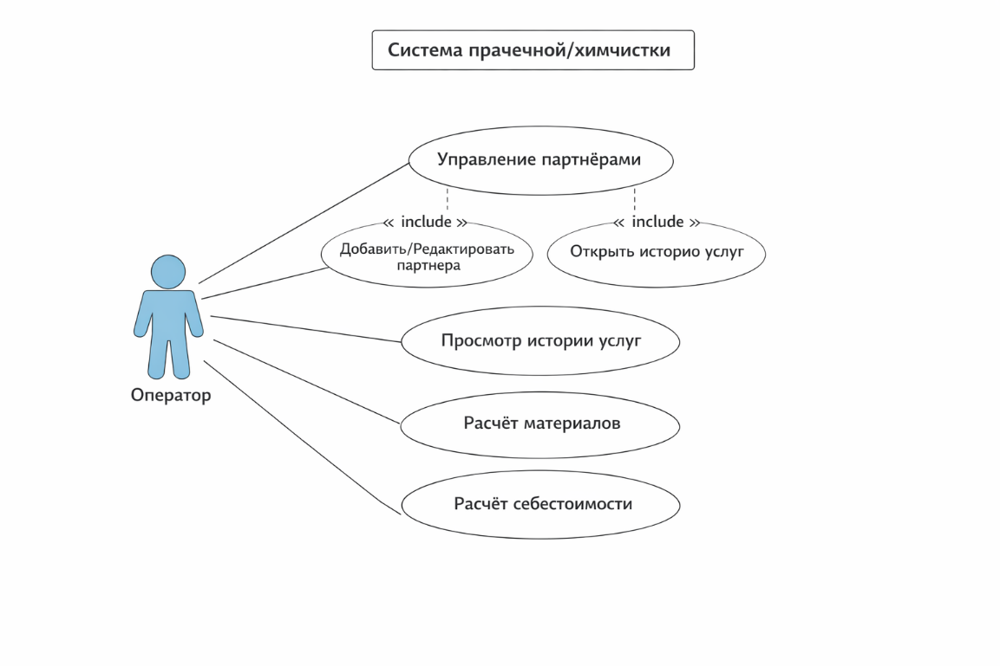 Система прачечной/химчистки
Управление партнёрами
« include »
« include »
Добавить/Редактировать
партнера
Открыть историо услуг
Просмотр истории услуг
Расчёт материалов
Расчёт себестоимости
Оператор